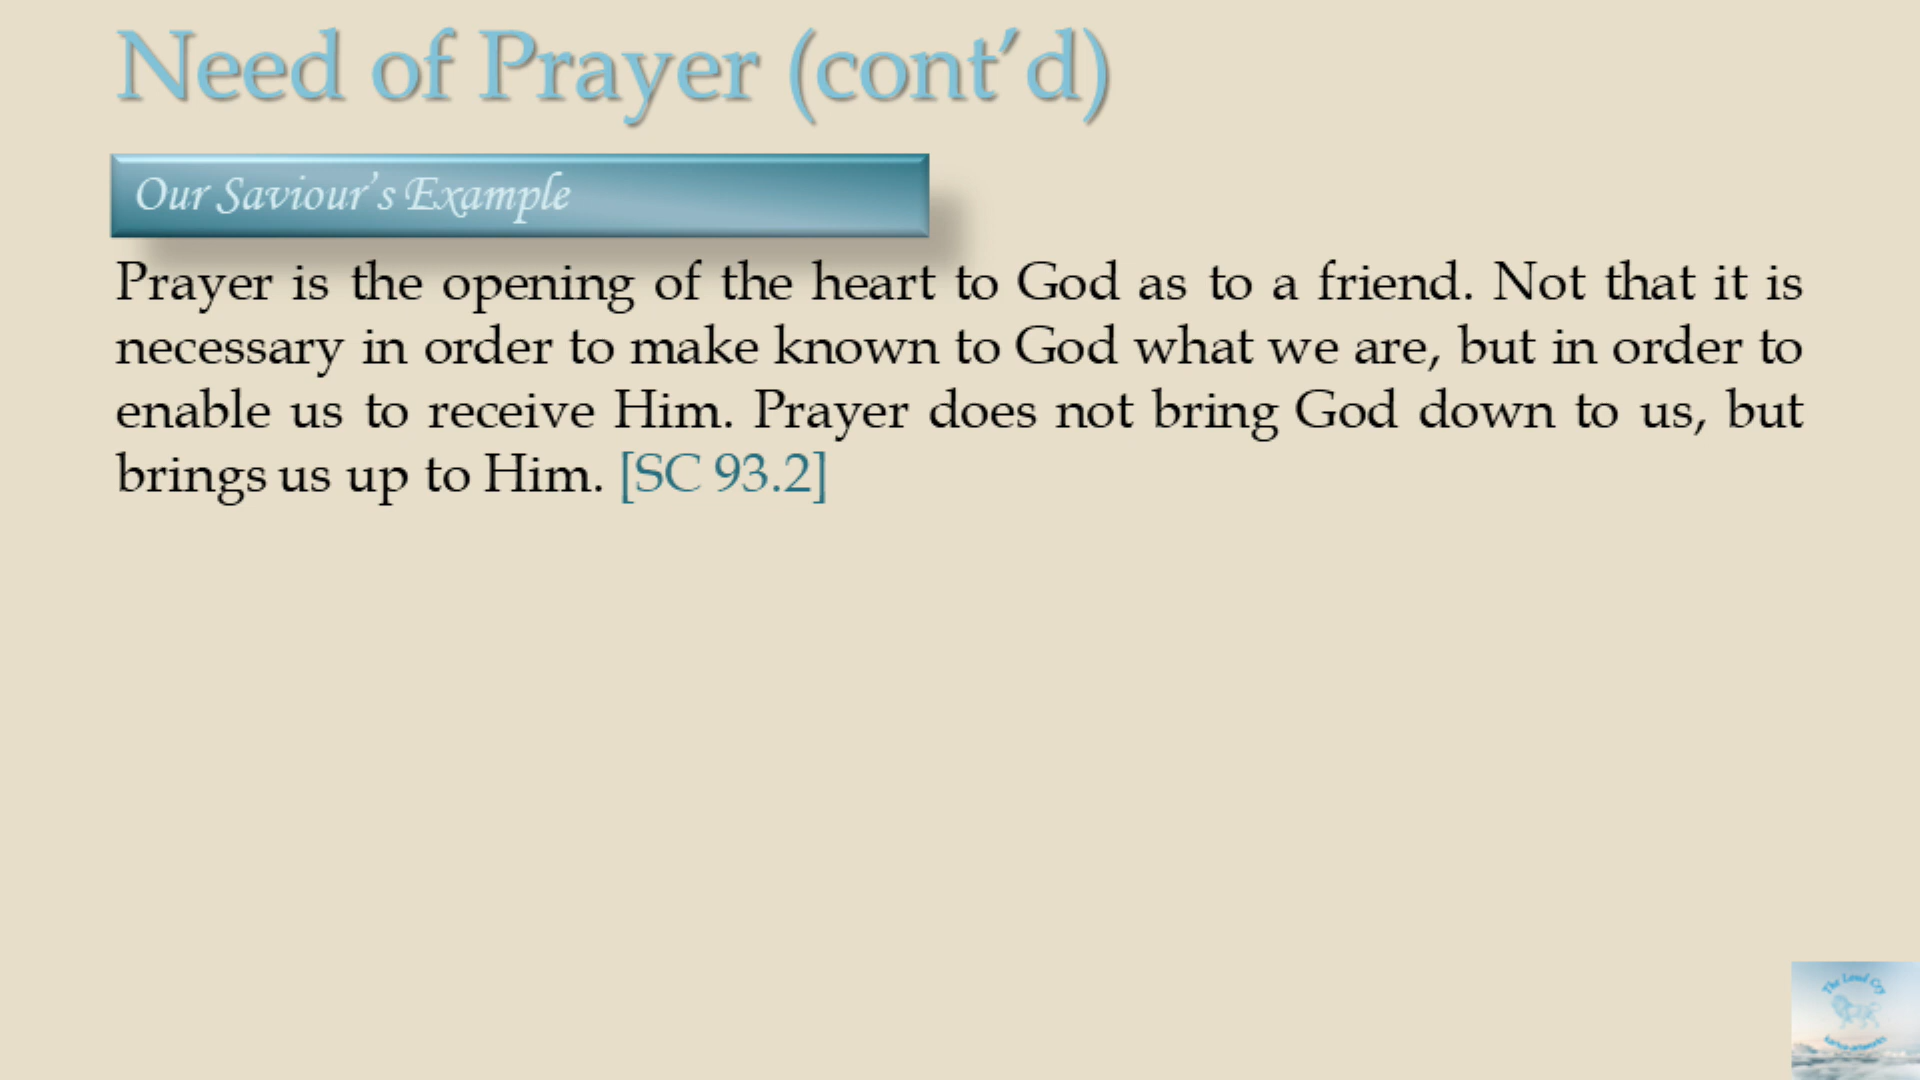 Need of Prayer (cont’d)
Our Saviour’s Example
Prayer is the opening of the heart to God as to a friend. Not that it is
necessary in order to make known to God what we are, but in order to
enable us to receive Him. Prayer does not bring God down to us, but
brings us up to Him. [SC 93.2]
The Loud Cry